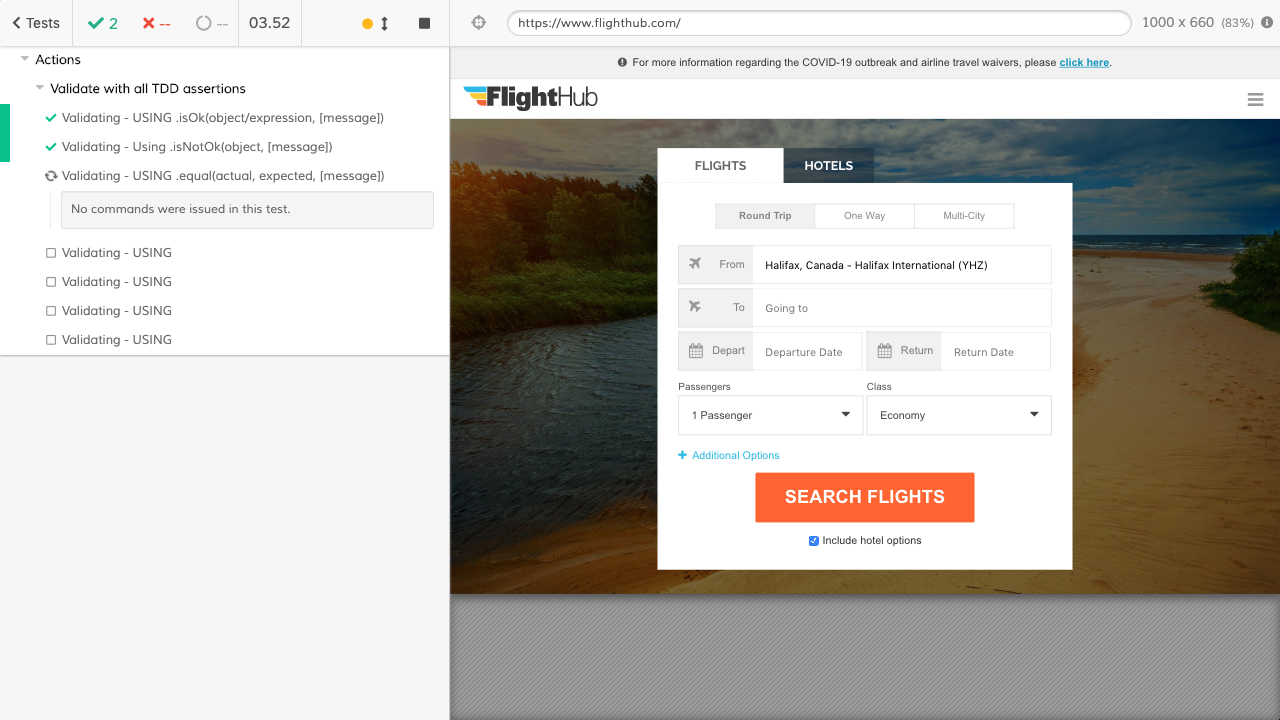 Tests 2 -- -- 03.52 https://www.flighthub.com/ 1000 x 660 (83%)
Actions
Validate with all TDD assertions
Validating - USING .isOk(object/expression, [message])
Validating - Using .isNotOk(object, [message])
Validating - USING .equal(actual, expected, [message])
No commands were issued in this test.
Validating - USING
Validating - USING
Validating - USING
Validating - USING
For more information regarding the COVID-19 outbreak and airline travel waivers, please click here.
FlightHub
FLIGHTS HOTELS
Round Trip One Way Multi-City
From Halifax, Canada - Halifax International (YHZ)
To Going to
Depart Departure Date Return Return Date
Passengers Class
1 Passenger Economy
+ Additional Options
SEARCH FLIGHTS
Include hotel options